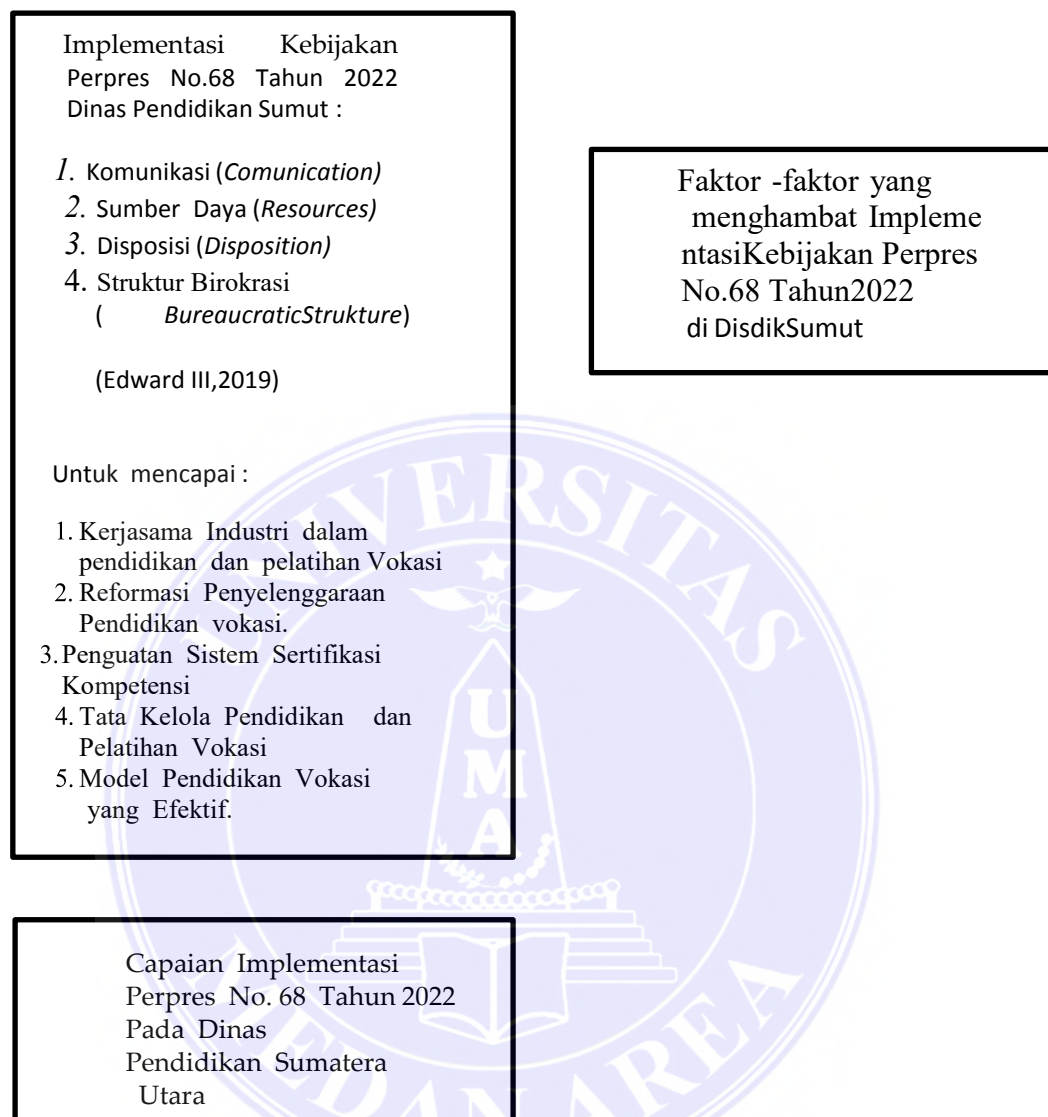 Implementasi Kebijakan
Perpres No.68 Tahun 2022
Dinas Pendidikan Sumut :
1. Komunikasi (Comunication)
2. Sumber Daya (Resources)
3. Disposisi (Disposition)
4. Struktur Birokrasi
( BureaucraticStrukture)
(Edward III,2019)
Untuk mencapai :
1. Kerjasama Industri dalam
pendidikan dan pelatihan Vokasi
2. Reformasi Penyelenggaraan
Pendidikan vokasi.
3. Penguatan Sistem Sertifikasi
Kompetensi
4. Tata Kelola Pendidikan dan
Pelatihan Vokasi
5. Model Pendidikan Vokasi
yang Efektif.
Faktor -faktor yang
menghambat Impleme
ntasiKebijakan Perpres
No.68 Tahun2022
di DisdikSumut
Capaian Implementasi
Perpres No. 68 Tahun 2022
Pada Dinas
Pendidikan Sumatera
Utara
UNIVERSITAS
MEDAN AREA
UMA